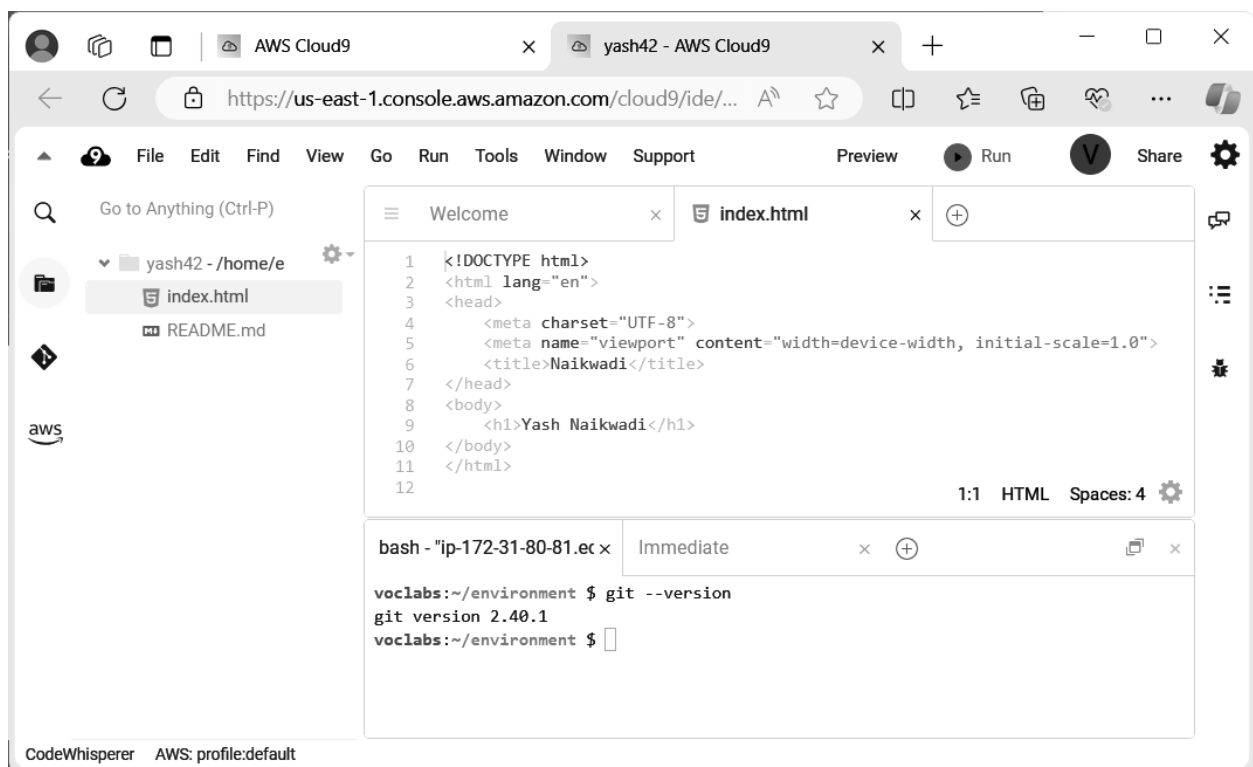 AWS Cloud9
yash42 - AWS Cloud9
https://us-east-1.console.aws.amazon.com/cloud9/ide/...
9 File Edit Find View Go Run Tools Window Support Preview Run V Share
Go to Anything (Ctrl-P)
yash42 - /home/e
index.html
README.md
aws
Welcome
index.html
1 <!DOCTYPE html>
2 <html lang="en">
3 <head>
4     <meta charset="UTF-8">
5     <meta name="viewport" content="width=device-width, initial-scale=1.0">
6     <title>Naikwadi</title>
7 </head>
8 <body>
9     <h1>Yash Naikwadi</h1>
10 </body>
11 </html>
12
1:1 HTML Spaces: 4
bash - "ip-172-31-80-81.ec
Immediate
voclabs:~/environment $ git --version
git version 2.40.1
voclabs:~/environment $
CodeWhisperer AWS: profile:default